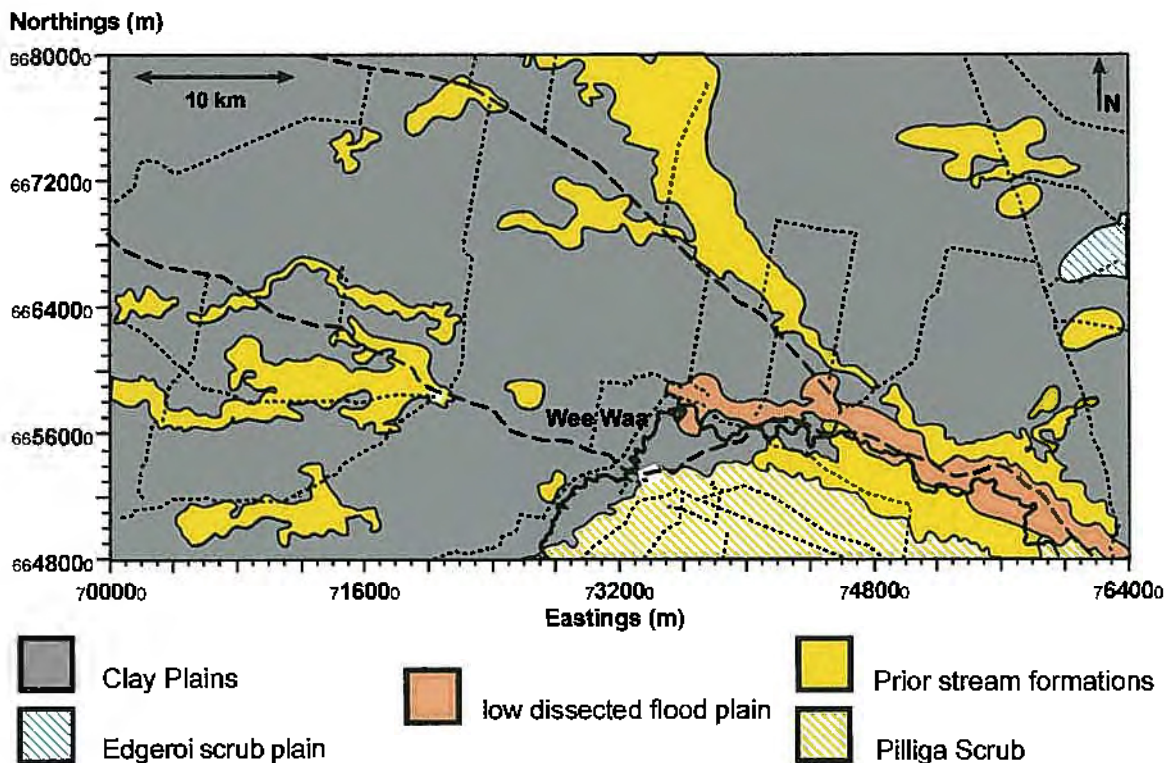 Northings (m)
6680000
10 km
N
6672000
6664000
Wee Waa
6656000
6648000
700000 716000 732000 748000 764000
Eastings (m)
Clay Plains
low dissected flood plain
Prior stream formations
Edgeroi scrub plain
Pilliga Scrub